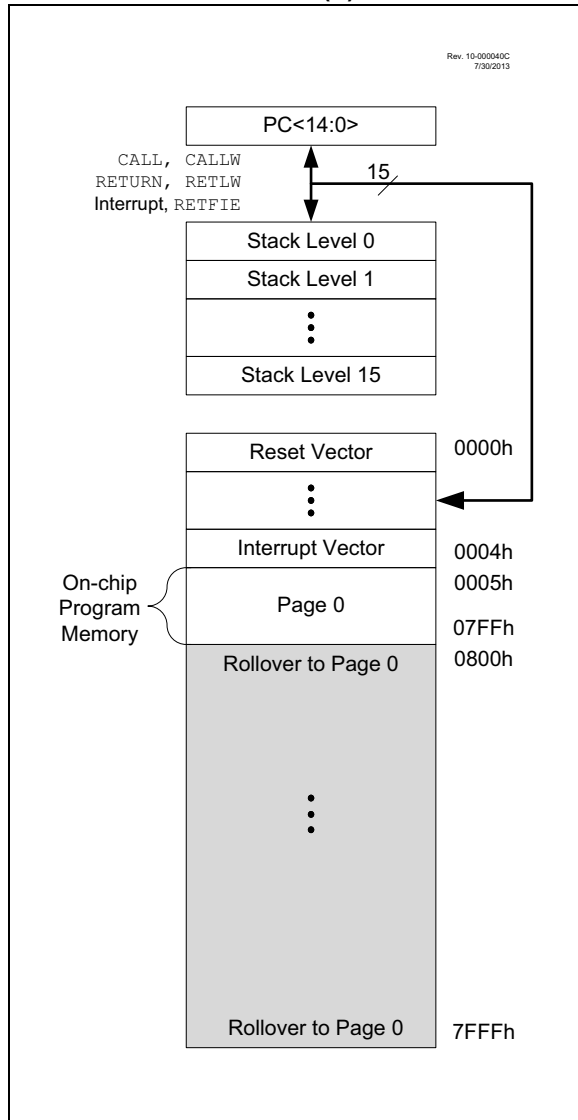 Rev. 10-000040C
7/30/2013
PC<14:0>
CALL, CALLW
RETURN, RETLW
Interrupt, RETFIE
15
Stack Level 0
Stack Level 1
Stack Level 15
Reset Vector
0000h
Interrupt Vector
0004h
On-chip
Program
Memory
Page 0
0005h
07FFh
Rollover to Page 0
0800h
Rollover to Page 0
7FFFh